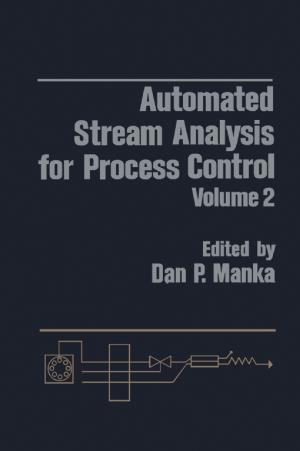 Automated
Stream Analysis
for Process Control
Volume 2
Edited by
Dan P. Manka